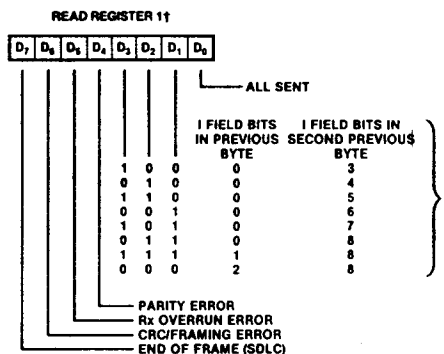 READ REGISTER 1†
D7 D6 D5 D4 D3 D2 D1 D0
ALL SENT
I FIELD BITS I FIELD BITS IN
IN PREVIOUS SECOND PREVIOUS
BYTE BYTE
1 0 0 0 3
0 1 0 0 4
1 1 0 0 5
0 0 1 0 6
1 0 1 0 7
0 1 1 0 8
1 1 1 1 8
0 0 0 2 8
PARITY ERROR
Rx OVERRUN ERROR
CRC/FRAMING ERROR
END OF FRAME (SDLC)